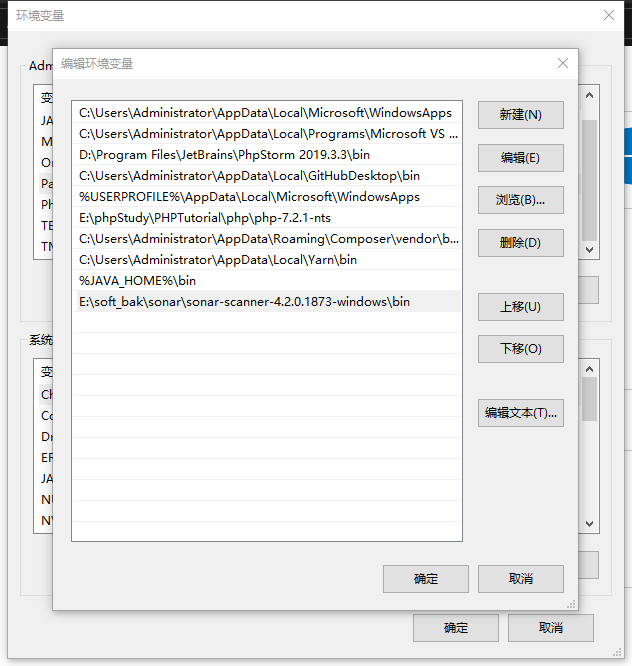 环境变量
Adm
编辑环境变量
变
JA
M
Pa
Ph
TE
C:\Users\Administrator\AppData\Local\Microsoft\WindowsApps
C:\Users\Administrator\AppData\Local\Programs\Microsoft VS ...
D:\Program Files\JetBrains\PhpStorm 2019.3.3\bin
C:\Users\Administrator\AppData\Local\GitHubDesktop\bin
%USERPROFILE%\AppData\Local\Microsoft\WindowsApps
E:\phpStudy\PHPTutorial\php\php-7.2.1-nts
C:\Users\Administrator\AppData\Roaming\Composer\vendor\b...
C:\Users\Administrator\AppData\Local\Yarn\bin
%JAVA_HOME%\bin
E:\soft_bak\sonar\sonar-scanner-4.2.0.1873-windows\bin
新建(N)
编辑(E)
浏览(B)...
删除(D)
上移(U)
下移(O)
编辑文本(T)...
系统
变
Co
ER
JA
确定
取消
确定
取消